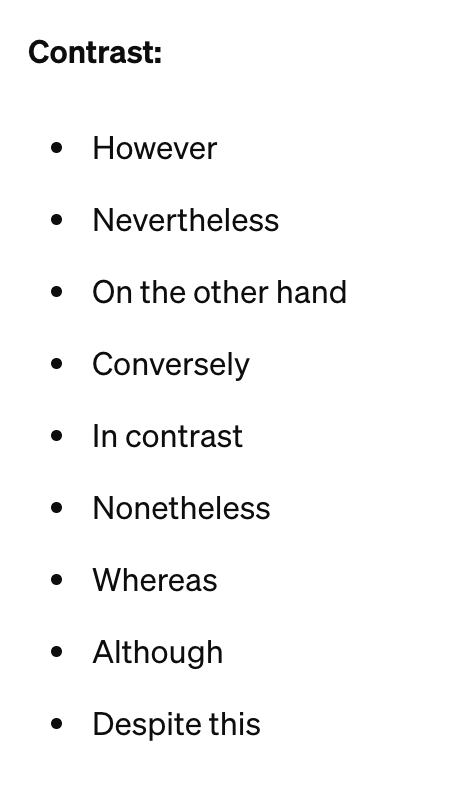 Contrast:
• However
• Nevertheless
• On the other hand
• Conversely
• In contrast
• Nonetheless
• Whereas
• Although
• Despite this